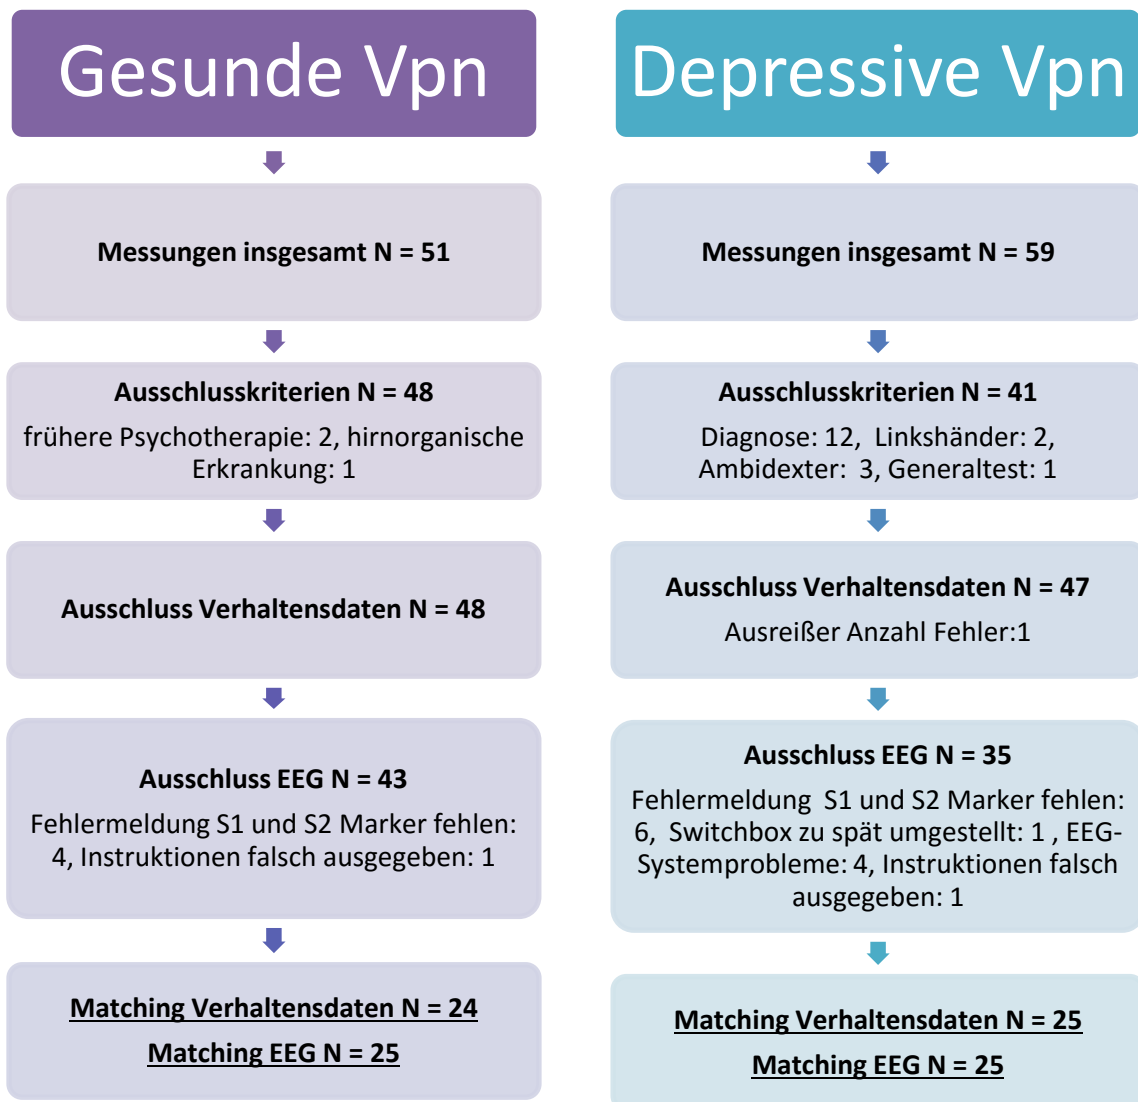 Gesunde Vpn
Messungen insgesamt N = 51
Ausschlusskriterien N = 48
frühere Psychotherapie: 2, hirnorganische
Erkrankung: 1
Ausschluss Verhaltensdaten N = 48
Ausschluss EEG N = 43
Fehlermeldung S1 und S2 Marker fehlen:
4, Instruktionen falsch ausgegeben: 1
Matching Verhaltensdaten N = 24
Matching EEG N = 25
Depressive Vpn
Messungen insgesamt N = 59
Ausschlusskriterien N = 41
Diagnose: 12, Linkshänder: 2,
Ambidexter: 3, Generaltest: 1
Ausschluss Verhaltensdaten N = 47
Ausreißer Anzahl Fehler:1
Ausschluss EEG N = 35
Fehlermeldung S1 und S2 Marker fehlen:
6, Switchbox zu spät umgestellt: 1 , EEG-
Systemprobleme: 4, Instruktionen falsch
ausgegeben: 1
Matching Verhaltensdaten N = 25
Matching EEG N = 25